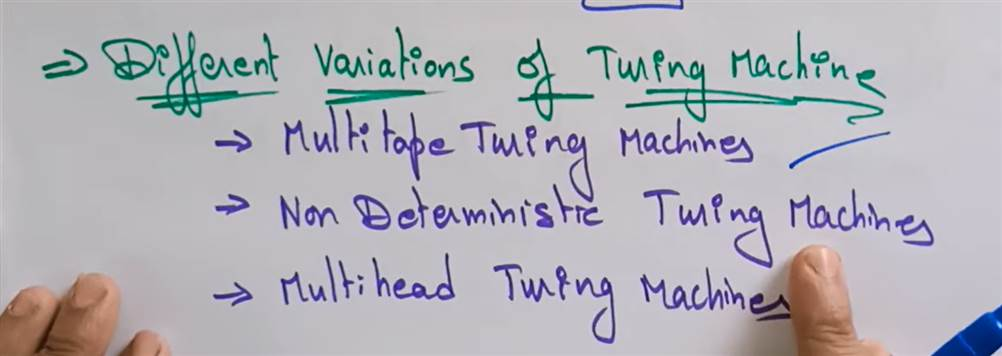 ⇒ Different Variations of Turing Machine
→ Multitape Turing Machines
→ Non Deterministic Turing Machines
→ Multihead Turing Machines